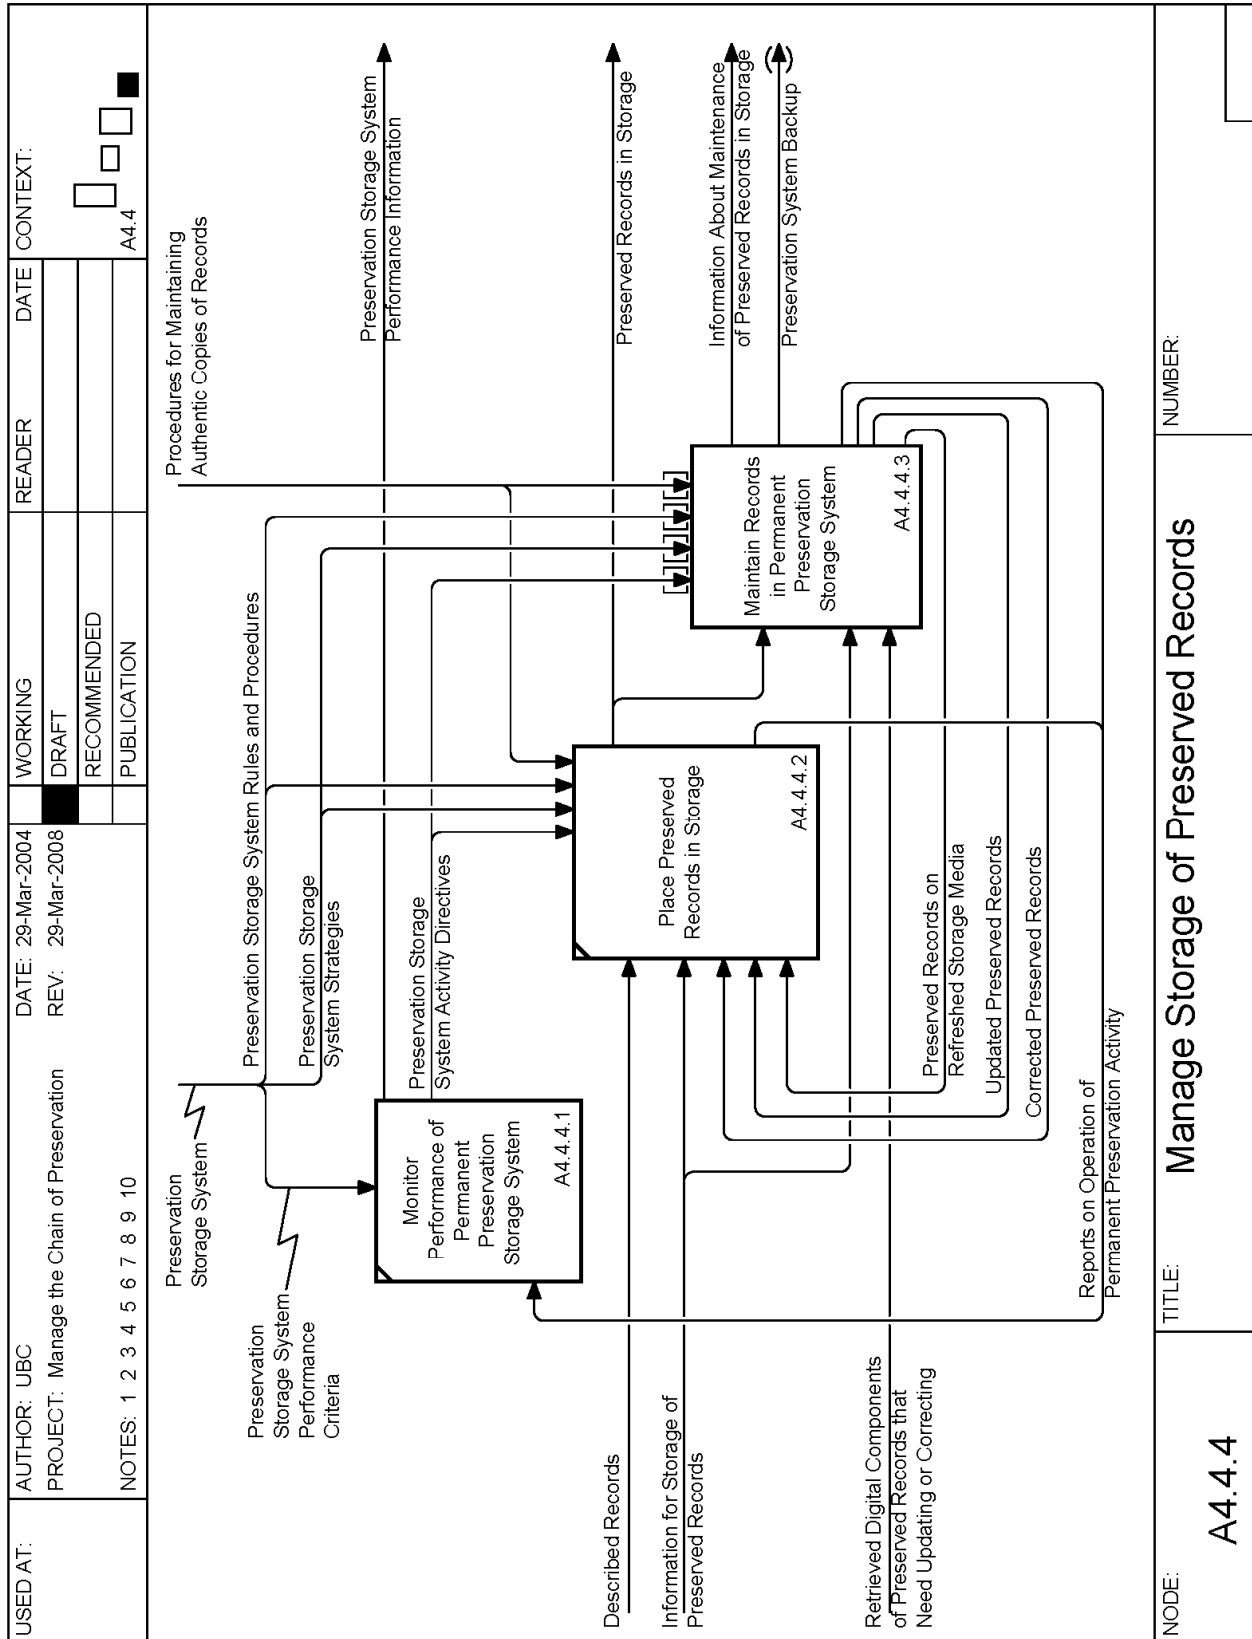 USED AT:
AUTHOR: UBC
PROJECT: Manage the Chain of Preservation
NOTES: 1 2 3 4 5 6 7 8 9 10
DATE: 29-Mar-2004
REV: 29-Mar-2008
WORKING
DRAFT
RECOMMENDED
PUBLICATION
READER
DATE
CONTEXT:
A4.4
Preservation
Storage System
Procedures for Maintaining
Authentic Copies of Records
Preservation
Storage System
Performance
Criteria
Preservation Storage System Rules and Procedures
Preservation Storage
System Strategies
Preservation Storage System
Performance Information
Monitor
Performance of
Permanent
Preservation
Storage System
A4.4.4.1
Preservation Storage
System Activity Directives
Described Records
Information for Storage of
Preserved Records
Place Preserved
Records in Storage
A4.4.4.2
Preserved Records in Storage
Maintain Records
in Permanent
Preservation
Storage System
A4.4.4.3
Information About Maintenance
of Preserved Records in Storage
Preservation System Backup
Retrieved Digital Components
of Preserved Records that
Need Updating or Correcting
Preserved Records on
Refreshed Storage Media
Updated Preserved Records
Corrected Preserved Records
Reports on Operation of
Permanent Preservation Activity
NODE:
A4.4.4
TITLE:
Manage Storage of Preserved Records
NUMBER: